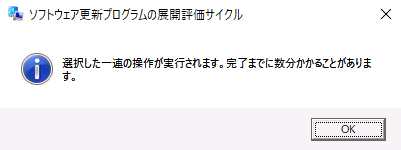 ソフトウェア更新プログラムの展開評価サイクル
選択した一連の操作が実行されます。完了までに数分かかることがありま
す。
OK